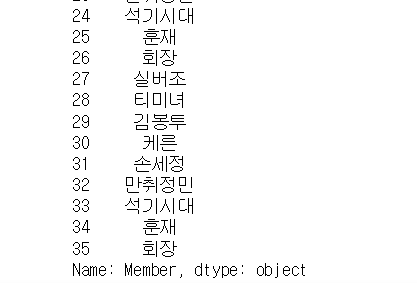 24 석기시대
25 훈재
26 회장
27 실버조
28 티미녀
29 김봉투
30 케른
31 손세정
32 만취정민
33 석기시대
34 훈재
35 회장
Name: Member, dtype: object